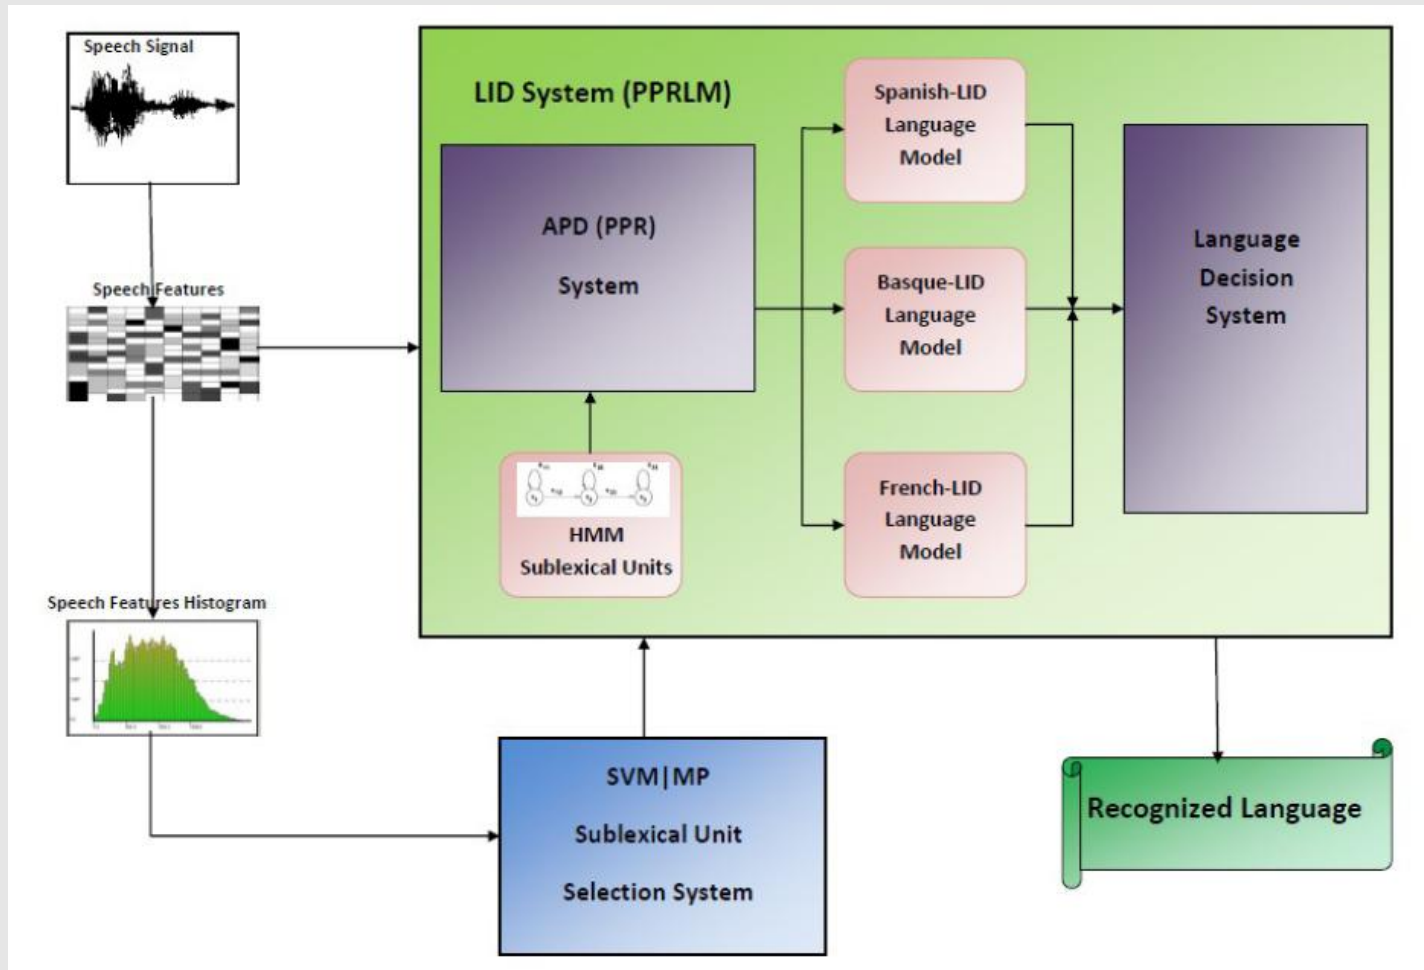 Speech Signal
Speech Features
Speech Features Histogram
LID System (PPRLM)
APD (PPR)
System
HMM
Sublexical Units
Spanish-LID
Language
Model
Basque-LID
Language
Model
French-LID
Language
Model
Language
Decision
System
SVM|MP
Sublexical Unit
Selection System
Recognized Language